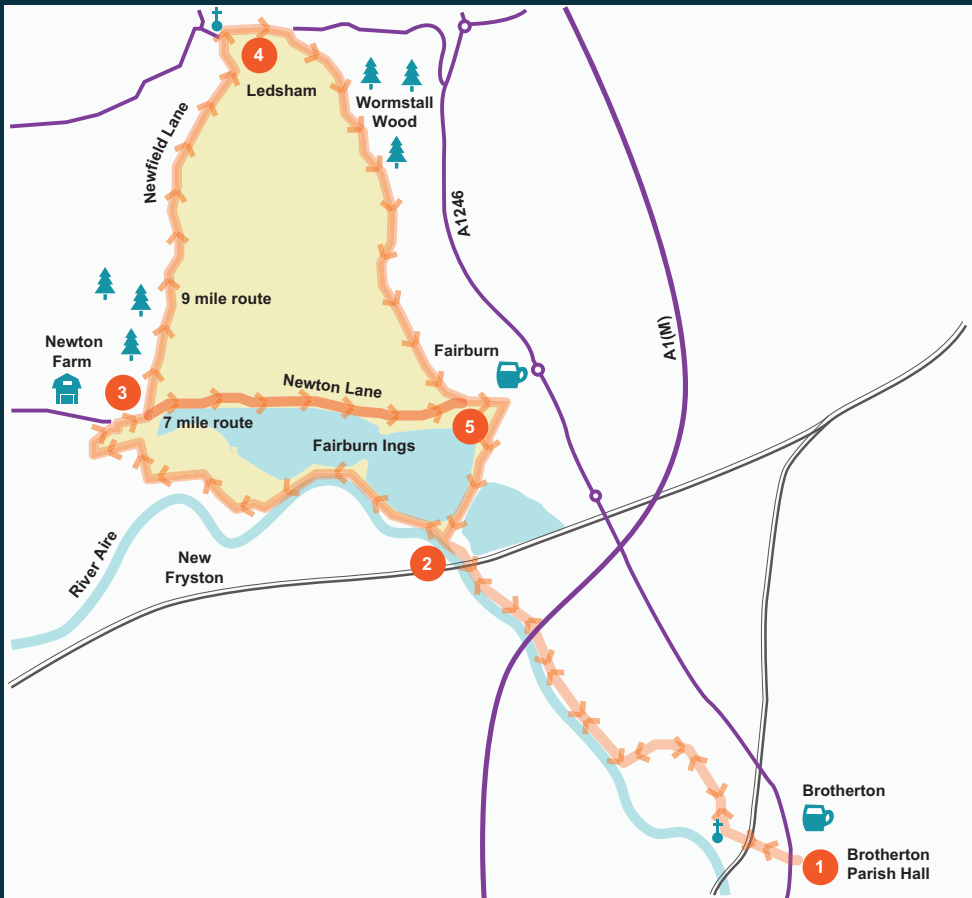 4
Ledsham
Wormstall
Wood
Newfield Lane
A1246
9 mile route
A1(M)
Newton
Farm
3
Fairburn
Newton Lane
7 mile route
5
Fairburn Ings
River Aire
New
Fryston
2
Brotherton
1
Brotherton
Parish Hall